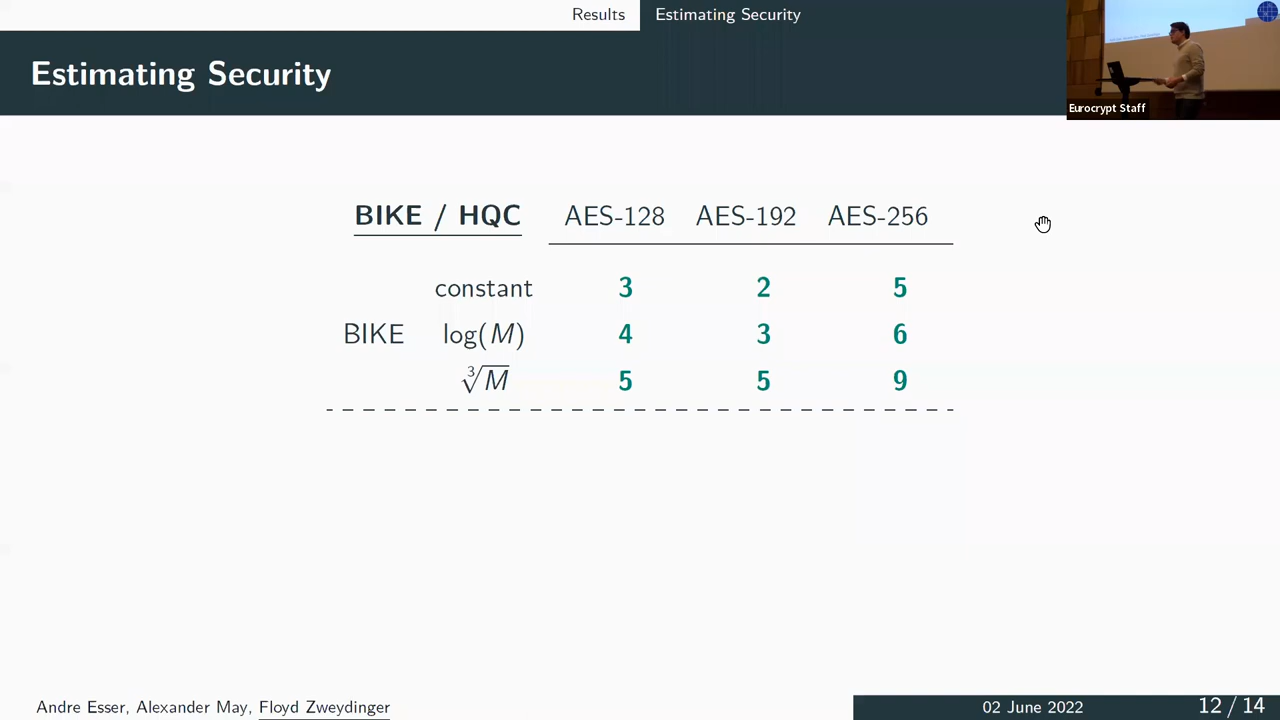 Results Estimating Security
Estimating Security
Eurocrypt Staff
BIKE / HQC AES-128 AES-192 AES-256
constant 3 2 5
BIKE log(M) 4 3 6
∛M 5 5 9
Andre Esser, Alexander May, Floyd Zweydinger 02 June 2022 12 / 14